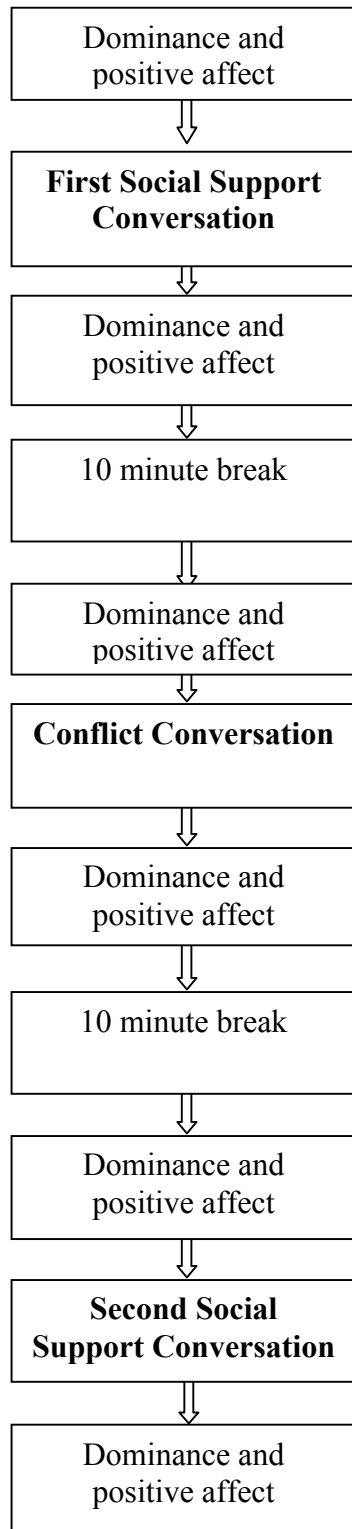 Dominance and
positive affect
First Social Support
Conversation
Dominance and
positive affect
10 minute break
Dominance and
positive affect
Conflict Conversation
Dominance and
positive affect
10 minute break
Dominance and
positive affect
Second Social
Support Conversation
Dominance and
positive affect